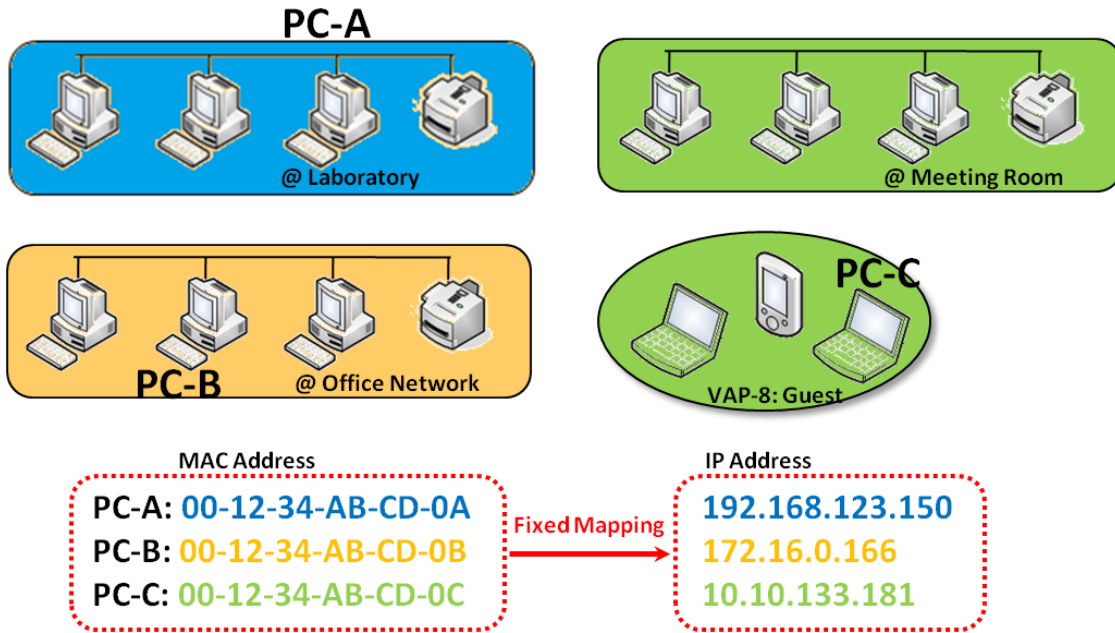 PC-A
@ Laboratory
@ Meeting Room
PC-B
@ Office Network
PC-C
VAP-8: Guest
MAC Address
PC-A: 00-12-34-AB-CD-0A
PC-B: 00-12-34-AB-CD-0B
PC-C: 00-12-34-AB-CD-0C
Fixed Mapping
IP Address
192.168.123.150
172.16.0.166
10.10.133.181